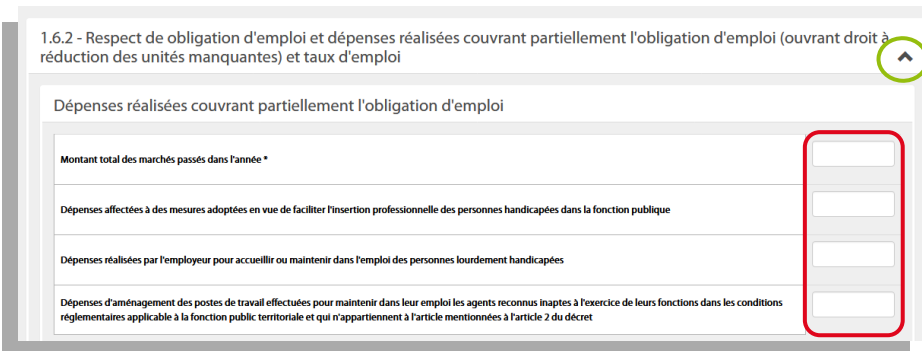 1.6.2 - Respect de obligation d'emploi et dépenses réalisées couvrant partiellement l'obligation d'emploi (ouvrant droit à
réduction des unités manquantes) et taux d'emploi
Dépenses réalisées couvrant partiellement l'obligation d'emploi
Montant total des marchés passés dans l'année *
Dépenses affectées à des mesures adoptées en vue de faciliter l'insertion professionnelle des personnes handicapées dans la fonction publique
Dépenses réalisées par l'employeur pour accueillir ou maintenir dans l'emploi des personnes lourdement handicapées
Dépenses d'aménagement des postes de travail effectuées pour maintenir dans leur emploi les agents reconnus inaptes à l'exercice de leurs fonctions dans les conditions
réglementaires applicable à la fonction public territoriale et qui n'appartiennent à l'article mentionnées à l'article 2 du décret